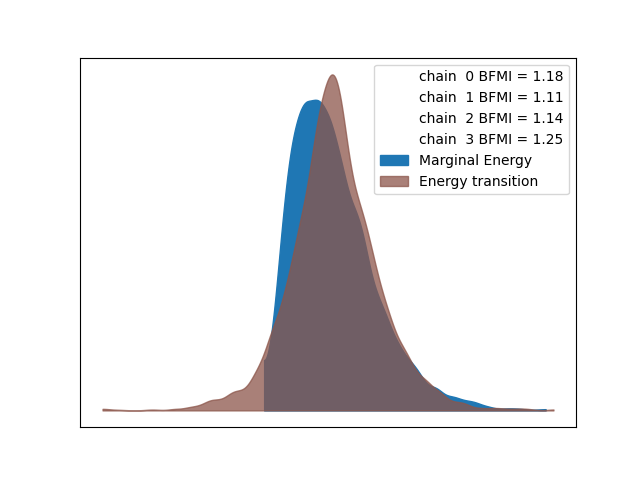 chain  0 BFMI = 1.18
chain  1 BFMI = 1.11
chain  2 BFMI = 1.14
chain  3 BFMI = 1.25
Marginal Energy
Energy transition